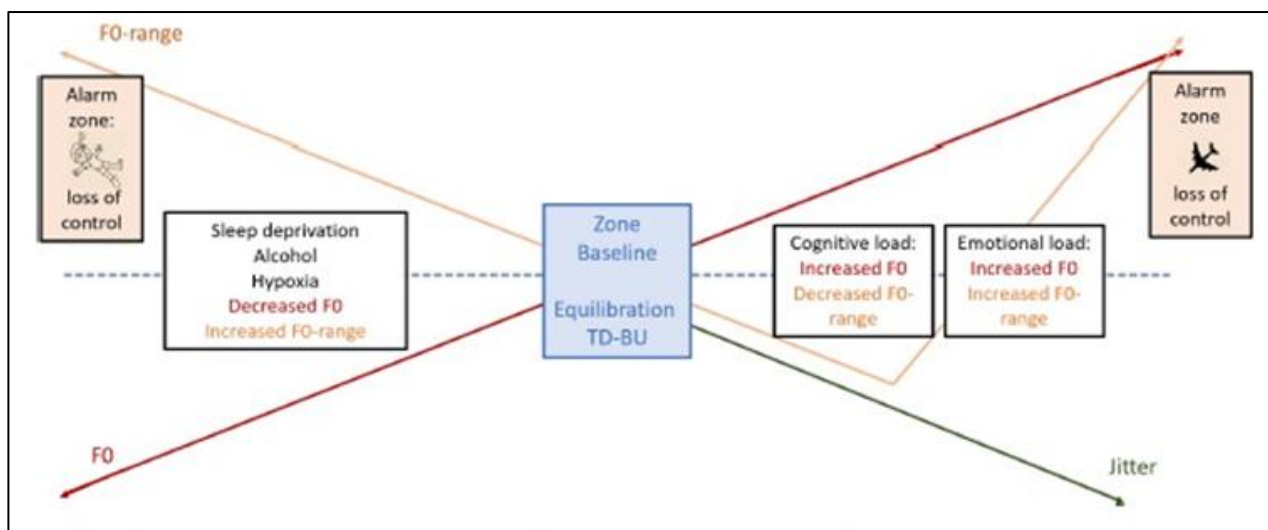 F0-range
Alarm
zone:
loss of
control
Sleep deprivation
Alcohol
Hypoxia
Decreased F0
Increased F0-range
F0
Zone
Baseline
Equilibration
TD-BU
Cognitive load:
Increased F0
Decreased F0-
range
Emotional load:
Increased F0
Increased F0-
range
Alarm
zone
loss of
control
Jitter